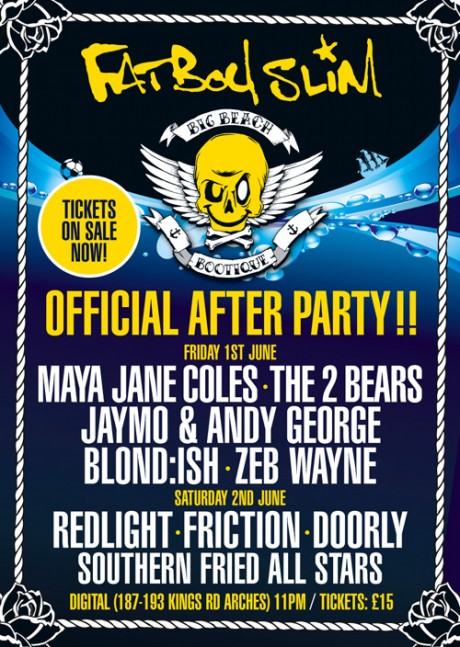 FATBOY SLIM
BIG BEACH
BOOTIQUE
TICKETS
ON SALE
NOW!
OFFICIAL AFTER PARTY!!
FRIDAY 1ST JUNE
MAYA JANE COLES · THE 2 BEARS
JAYMO & ANDY GEORGE
BLOND:ISH · ZEB WAYNE
SATURDAY 2ND JUNE
REDLIGHT · FRICTION · DOORLY
SOUTHERN FRIED ALL STARS
DIGITAL (187-193 KINGS RD ARCHES) 11PM / TICKETS: £15